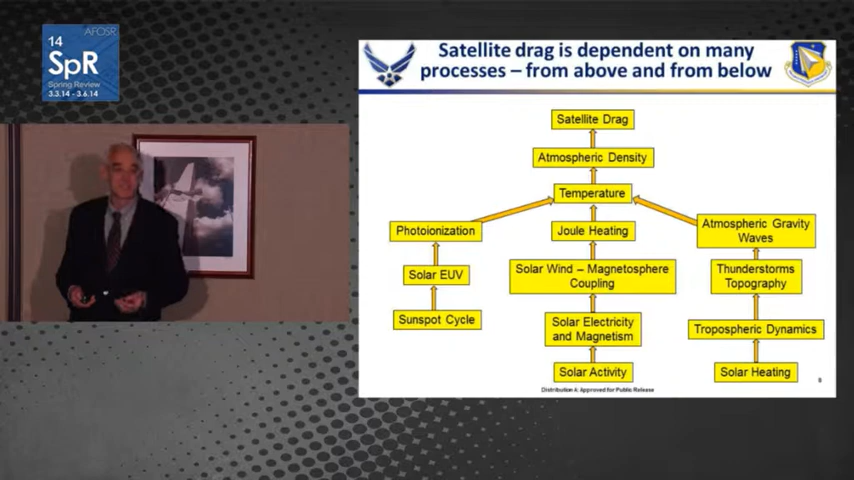 AFOSR
14
SpR
Spring Review
3.3.14 - 3.6.14
Satellite drag is dependent on many
processes – from above and from below
Satellite Drag
Atmospheric Density
Temperature
Photoionization
Solar EUV
Sunspot Cycle
Joule Heating
Solar Wind – Magnetosphere
Coupling
Solar Electricity
and Magnetism
Solar Activity
Atmospheric Gravity
Waves
Thunderstorms
Topography
Tropospheric Dynamics
Solar Heating
Distribution A: Approved for Public Release